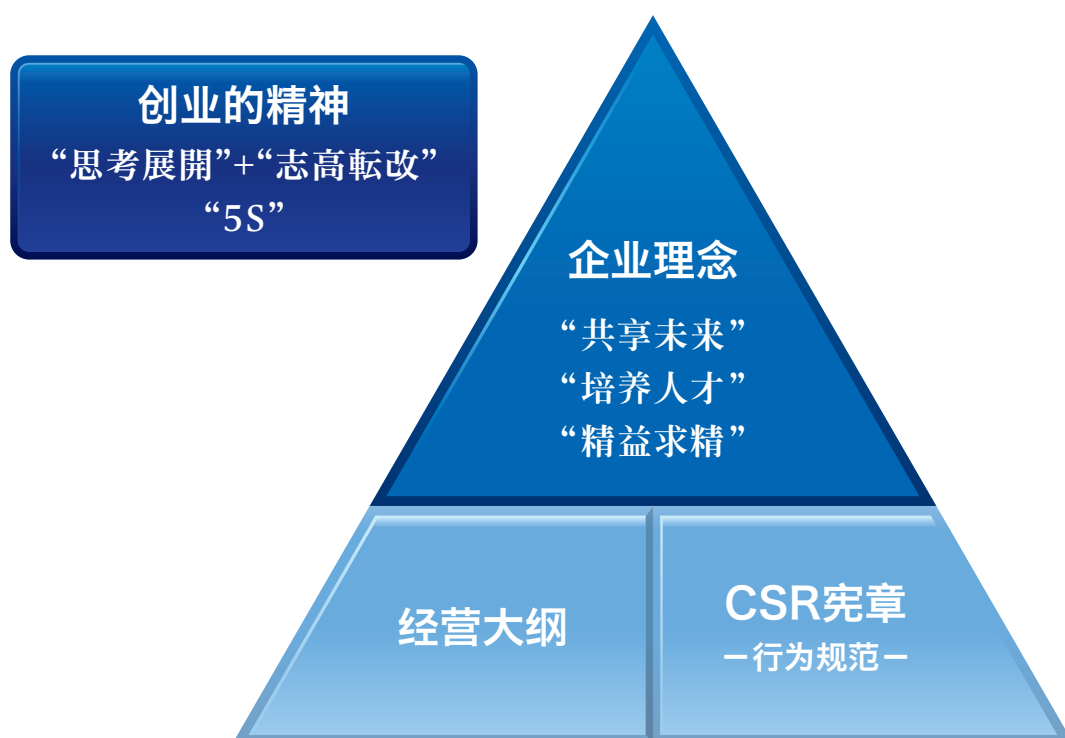 创业的精神
“思考展開”+“志高転改”
“5S”
企业理念
“共享未来”
“培养人才”
“精益求精”
经营大纲
CSR宪章
－行为规范－